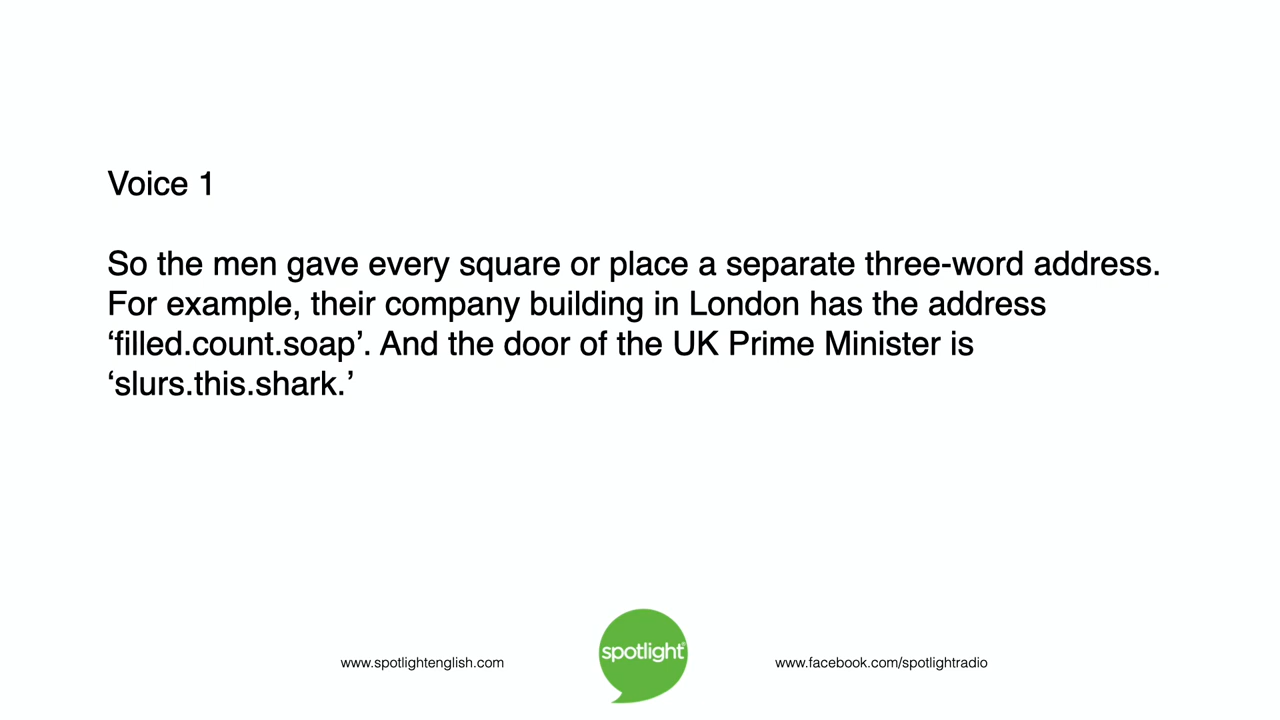 Voice 1
So the men gave every square or place a separate three-word address.
For example, their company building in London has the address
‘filled.count.soap’. And the door of the UK Prime Minister is
‘slurs.this.shark.’
www.spotlightenglish.com
spotlight®
www.facebook.com/spotlightradio